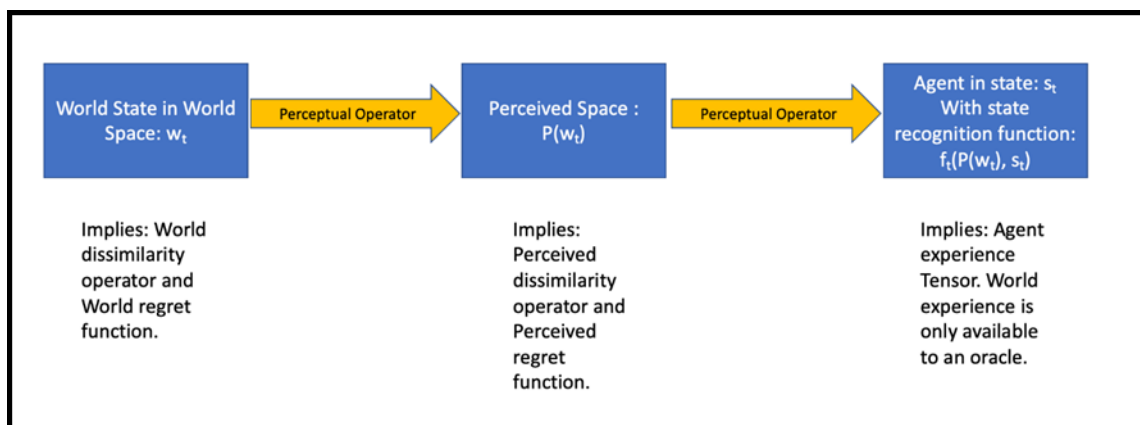 World State in World
Space: wₜ
Perceptual Operator
Perceived Space :
P(wₜ)
Perceptual Operator
Agent in state: sₜ
With state
recognition function:
fₜ(P(wₜ), sₜ)
Implies: World
dissimilarity
operator and
World regret
function.
Implies:
Perceived
dissimilarity
operator and
Perceived
regret
function.
Implies: Agent
experience
Tensor. World
experience is
only available
to an oracle.